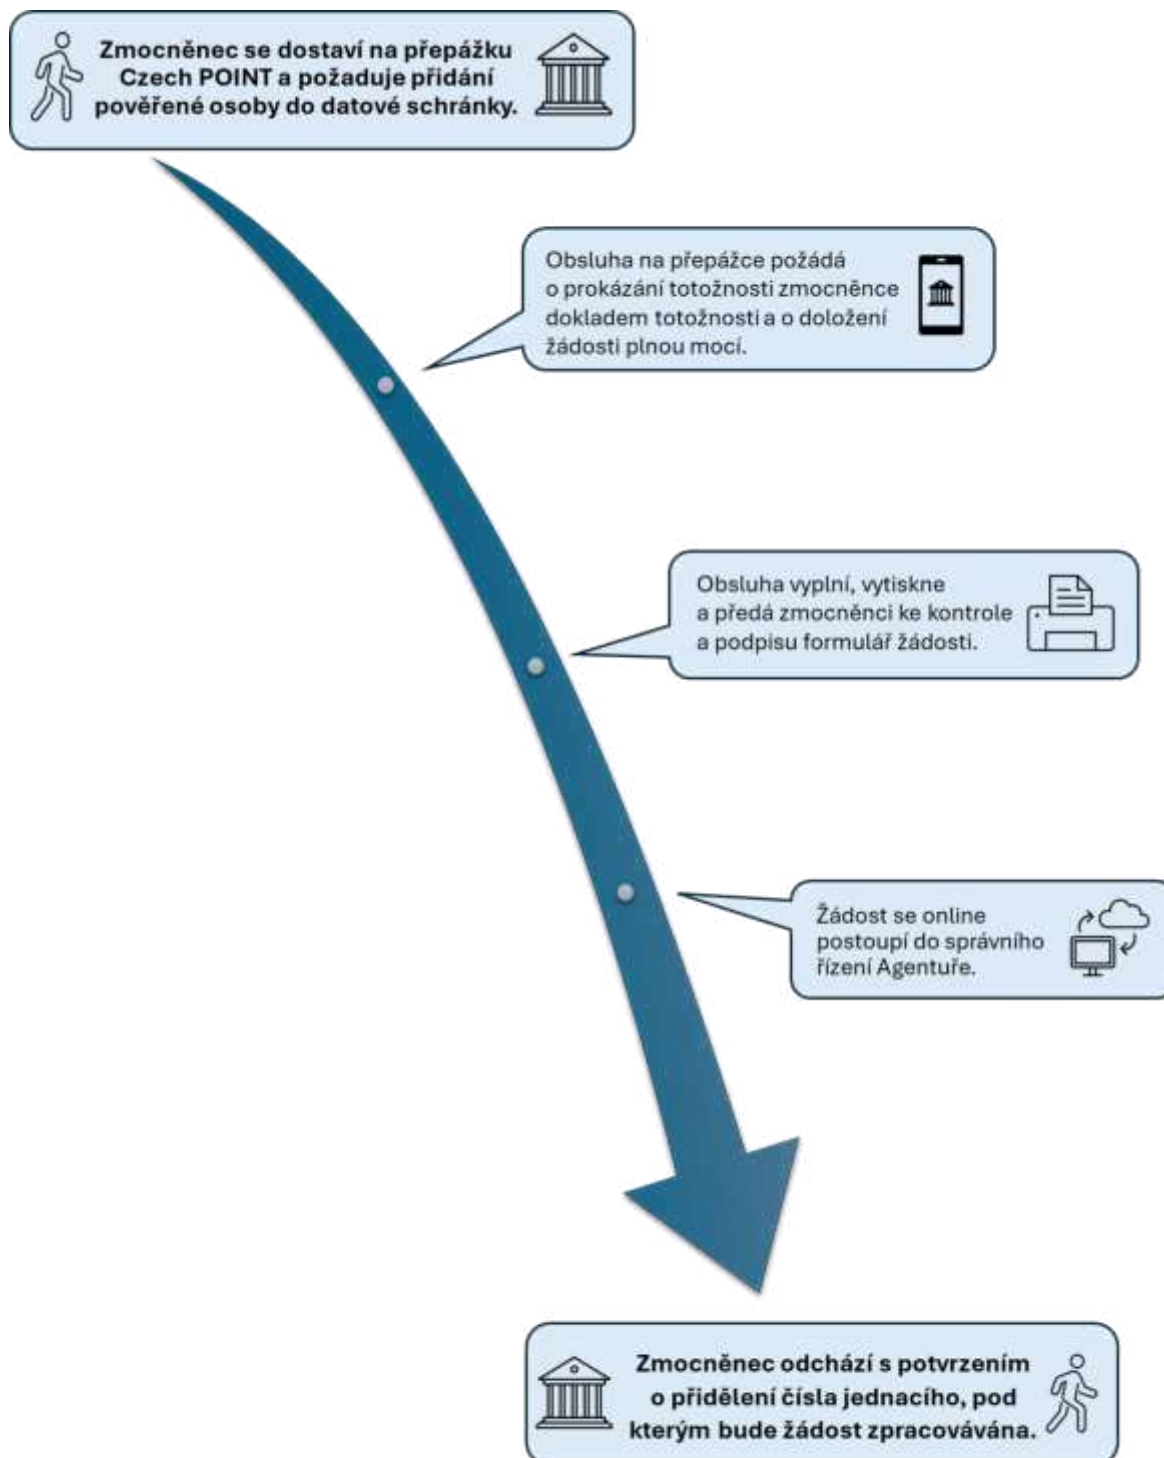 Zmocněnec se dostaví na přepážku
Czech POINT a požaduje přidání
pověřené osoby do datové schránky.
Obsluha na přepážce požádá
o prokázání totožnosti zmocněnce
dokladem totožnosti a o doložení
žádosti plnou mocí.
Obsluha vyplní, vytiskne
a předá zmocněnci ke kontrole
a podpisu formulář žádosti.
Žádost se online
postoupí do správního
řízení Agentuře.
Zmocněnec odchází s potvrzením
o přidělení čísla jednacího, pod
kterým bude žádost zpracovávána.